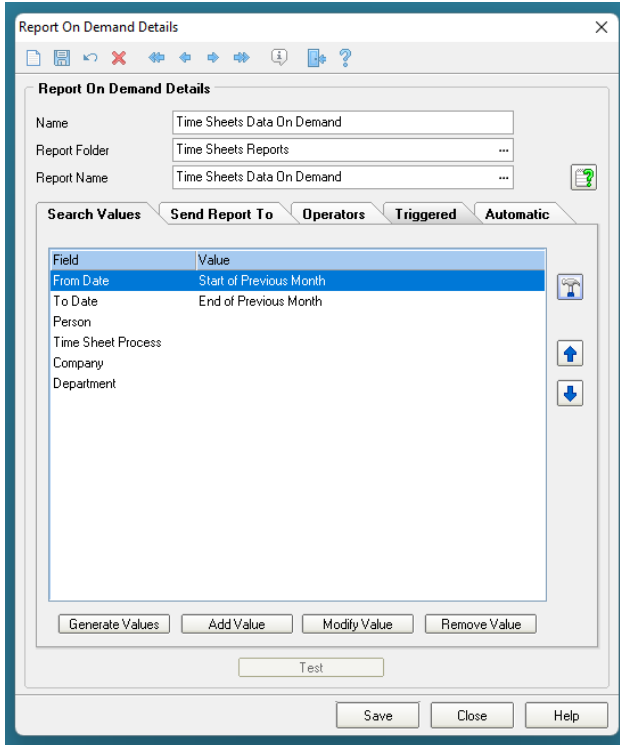 Report On Demand Details
Report On Demand Details
Name Time Sheets Data On Demand
Report Folder Time Sheets Reports ...
Report Name Time Sheets Data On Demand ...
Search Values Send Report To Operators Triggered Automatic
Field Value
From Date Start of Previous Month
To Date End of Previous Month
Person
Time Sheet Process
Company
Department
Generate Values Add Value Modify Value Remove Value
Test
Save Close Help